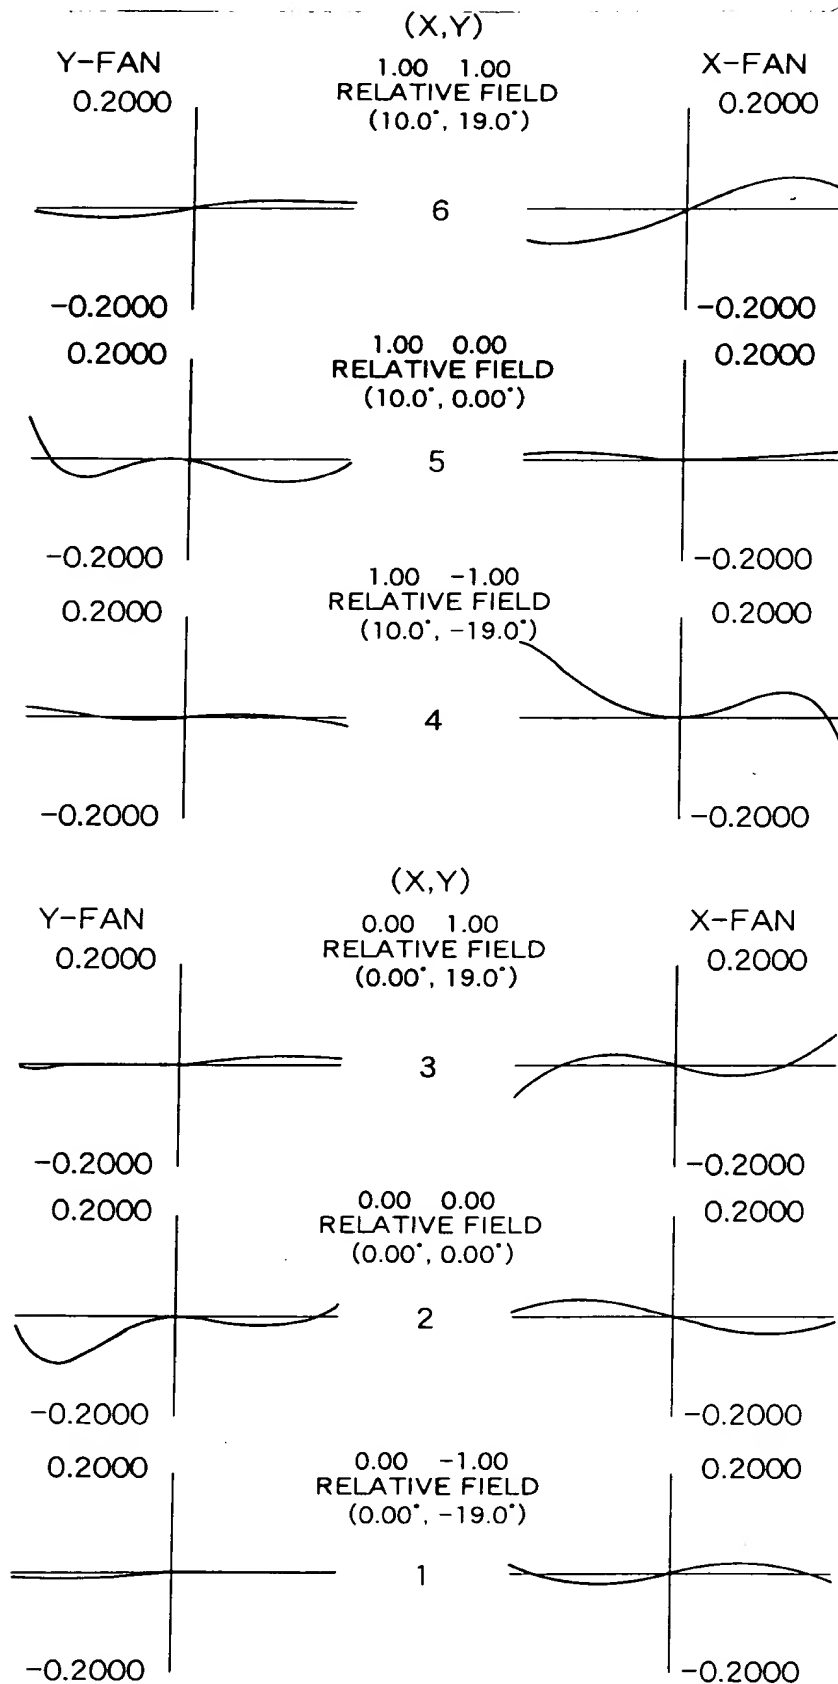 (X,Y)
Y-FAN 1.00 1.00 X-FAN
0.2000 RELATIVE FIELD 0.2000
(10.0°, 19.0°)
6
-0.2000 -0.2000
0.2000 1.00 0.00 0.2000
RELATIVE FIELD
(10.0°, 0.00°)
5
-0.2000 -0.2000
1.00 -1.00
0.2000 RELATIVE FIELD 0.2000
(10.0°, -19.0°)
4
-0.2000 -0.2000
(X,Y)
Y-FAN 0.00 1.00 X-FAN
0.2000 RELATIVE FIELD 0.2000
(0.00°, 19.0°)
3
-0.2000 -0.2000
0.00 0.00
0.2000 RELATIVE FIELD 0.2000
(0.00°, 0.00°)
2
-0.2000 -0.2000
0.00 -1.00
0.2000 RELATIVE FIELD 0.2000
(0.00°, -19.0°)
1
-0.2000 -0.2000